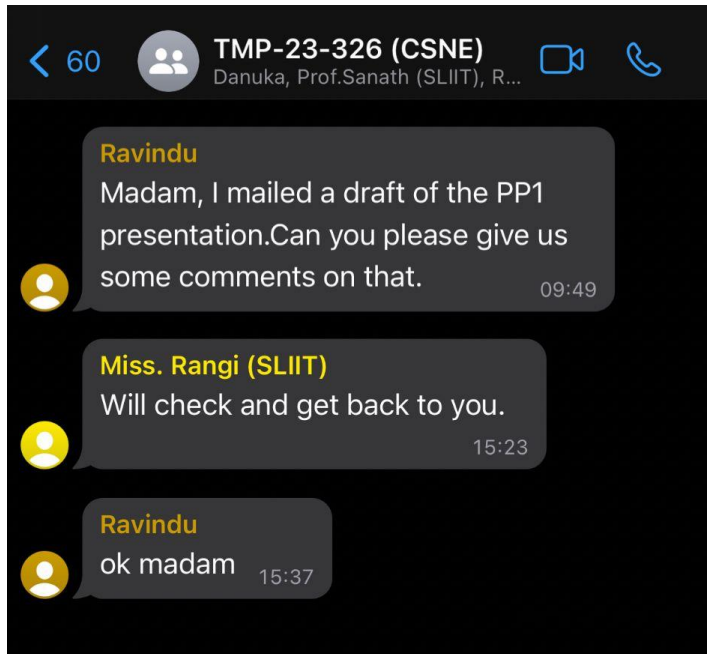 60
TMP-23-326 (CSNE)
Danuka, Prof.Sanath (SLIIT), R...
Ravindu
Madam, I mailed a draft of the PP1
presentation.Can you please give us
some comments on that.
09:49
Miss. Rangi (SLIIT)
Will check and get back to you.
15:23
Ravindu
ok madam 15:37